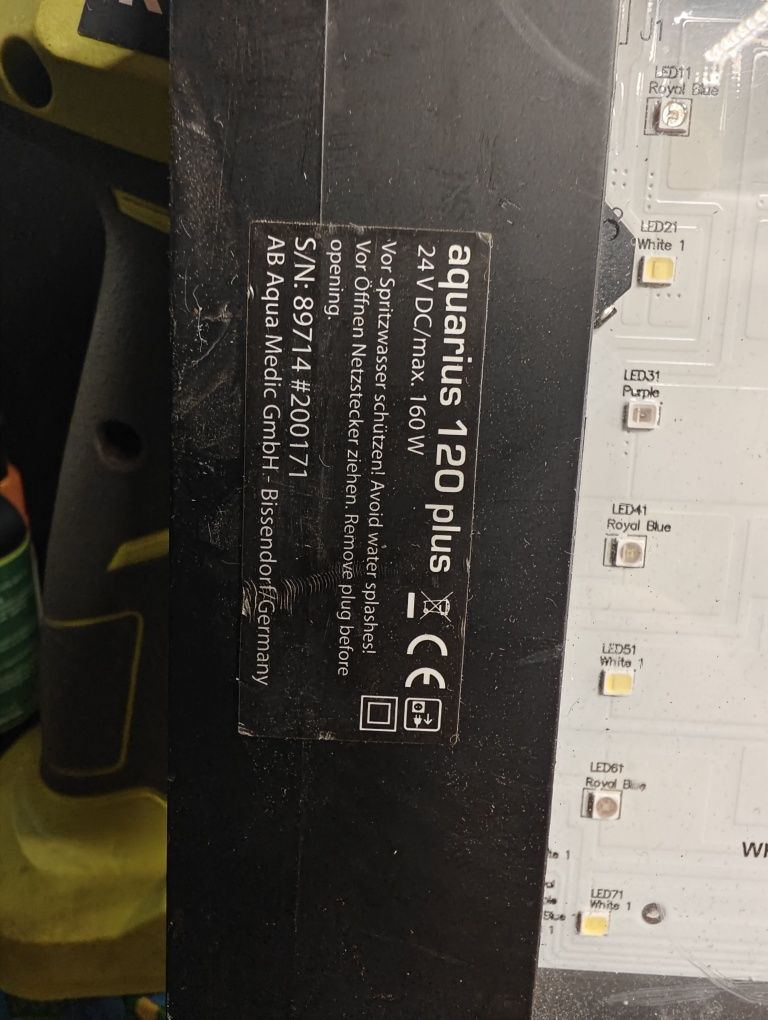 aquarius 120 plus
24 V DC/max. 160 W
Vor Spritzwasser schützen! Avoid water splashes!
Vor Öffnen Netzstecker ziehen. Remove plug before
opening.
S/N: 89714 #200171
AB Aqua Medic GmbH - Bissendorf/Germany
CE
J1
LED11
Royal Blue
LED21
White 1
LED31
Purple
LED41
Royal Blue
LED51
White 1
LED61
Royal Blue
LED71
White 1